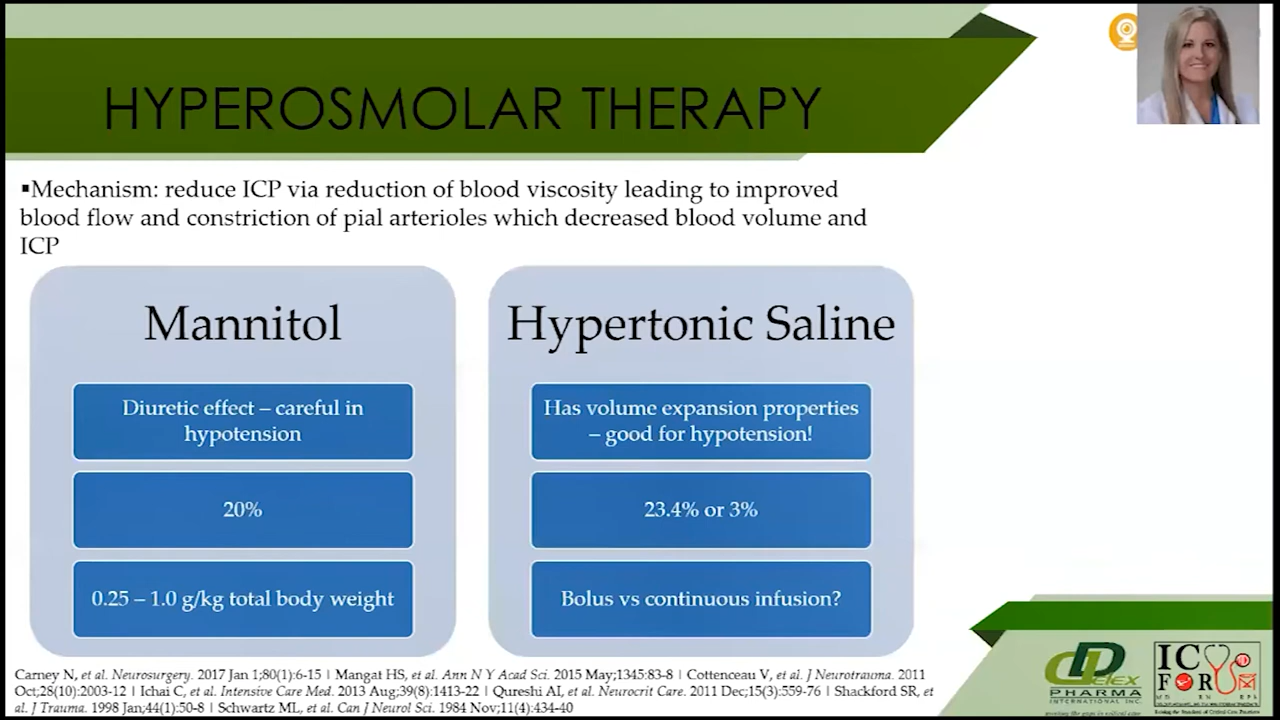 HYPEROSMOLAR THERAPY
▪Mechanism: reduce ICP via reduction of blood viscosity leading to improved
blood flow and constriction of pial arterioles which decreased blood volume and
ICP
Mannitol
Diuretic effect – careful in
hypotension
20%
0.25 – 1.0 g/kg total body weight
Hypertonic Saline
Has volume expansion properties
– good for hypotension!
23.4% or 3%
Bolus vs continuous infusion?
Carney N, et al. Neurosurgery. 2017 Jan 1;80(1):6-15 | Mangat HS, et al. Ann N Y Acad Sci. 2015 May;1345:83-8 | Cottenceau V, et al. J Neurotrauma. 2011
Oct;28(10):2003-12 | Ichai C, et al. Intensive Care Med. 2013 Aug;39(8):1413-22 | Qureshi AI, et al. Neurocrit Care. 2011 Dec;15(3):559-76 | Shackford SR, et
al. J Trauma. 1998 Jan;44(1):50-8 | Schwartz ML, et al. Can J Neurol Sci. 1984 Nov;11(4):434-40
PHARMA
INTERNATIONAL INC.
IC
FOR